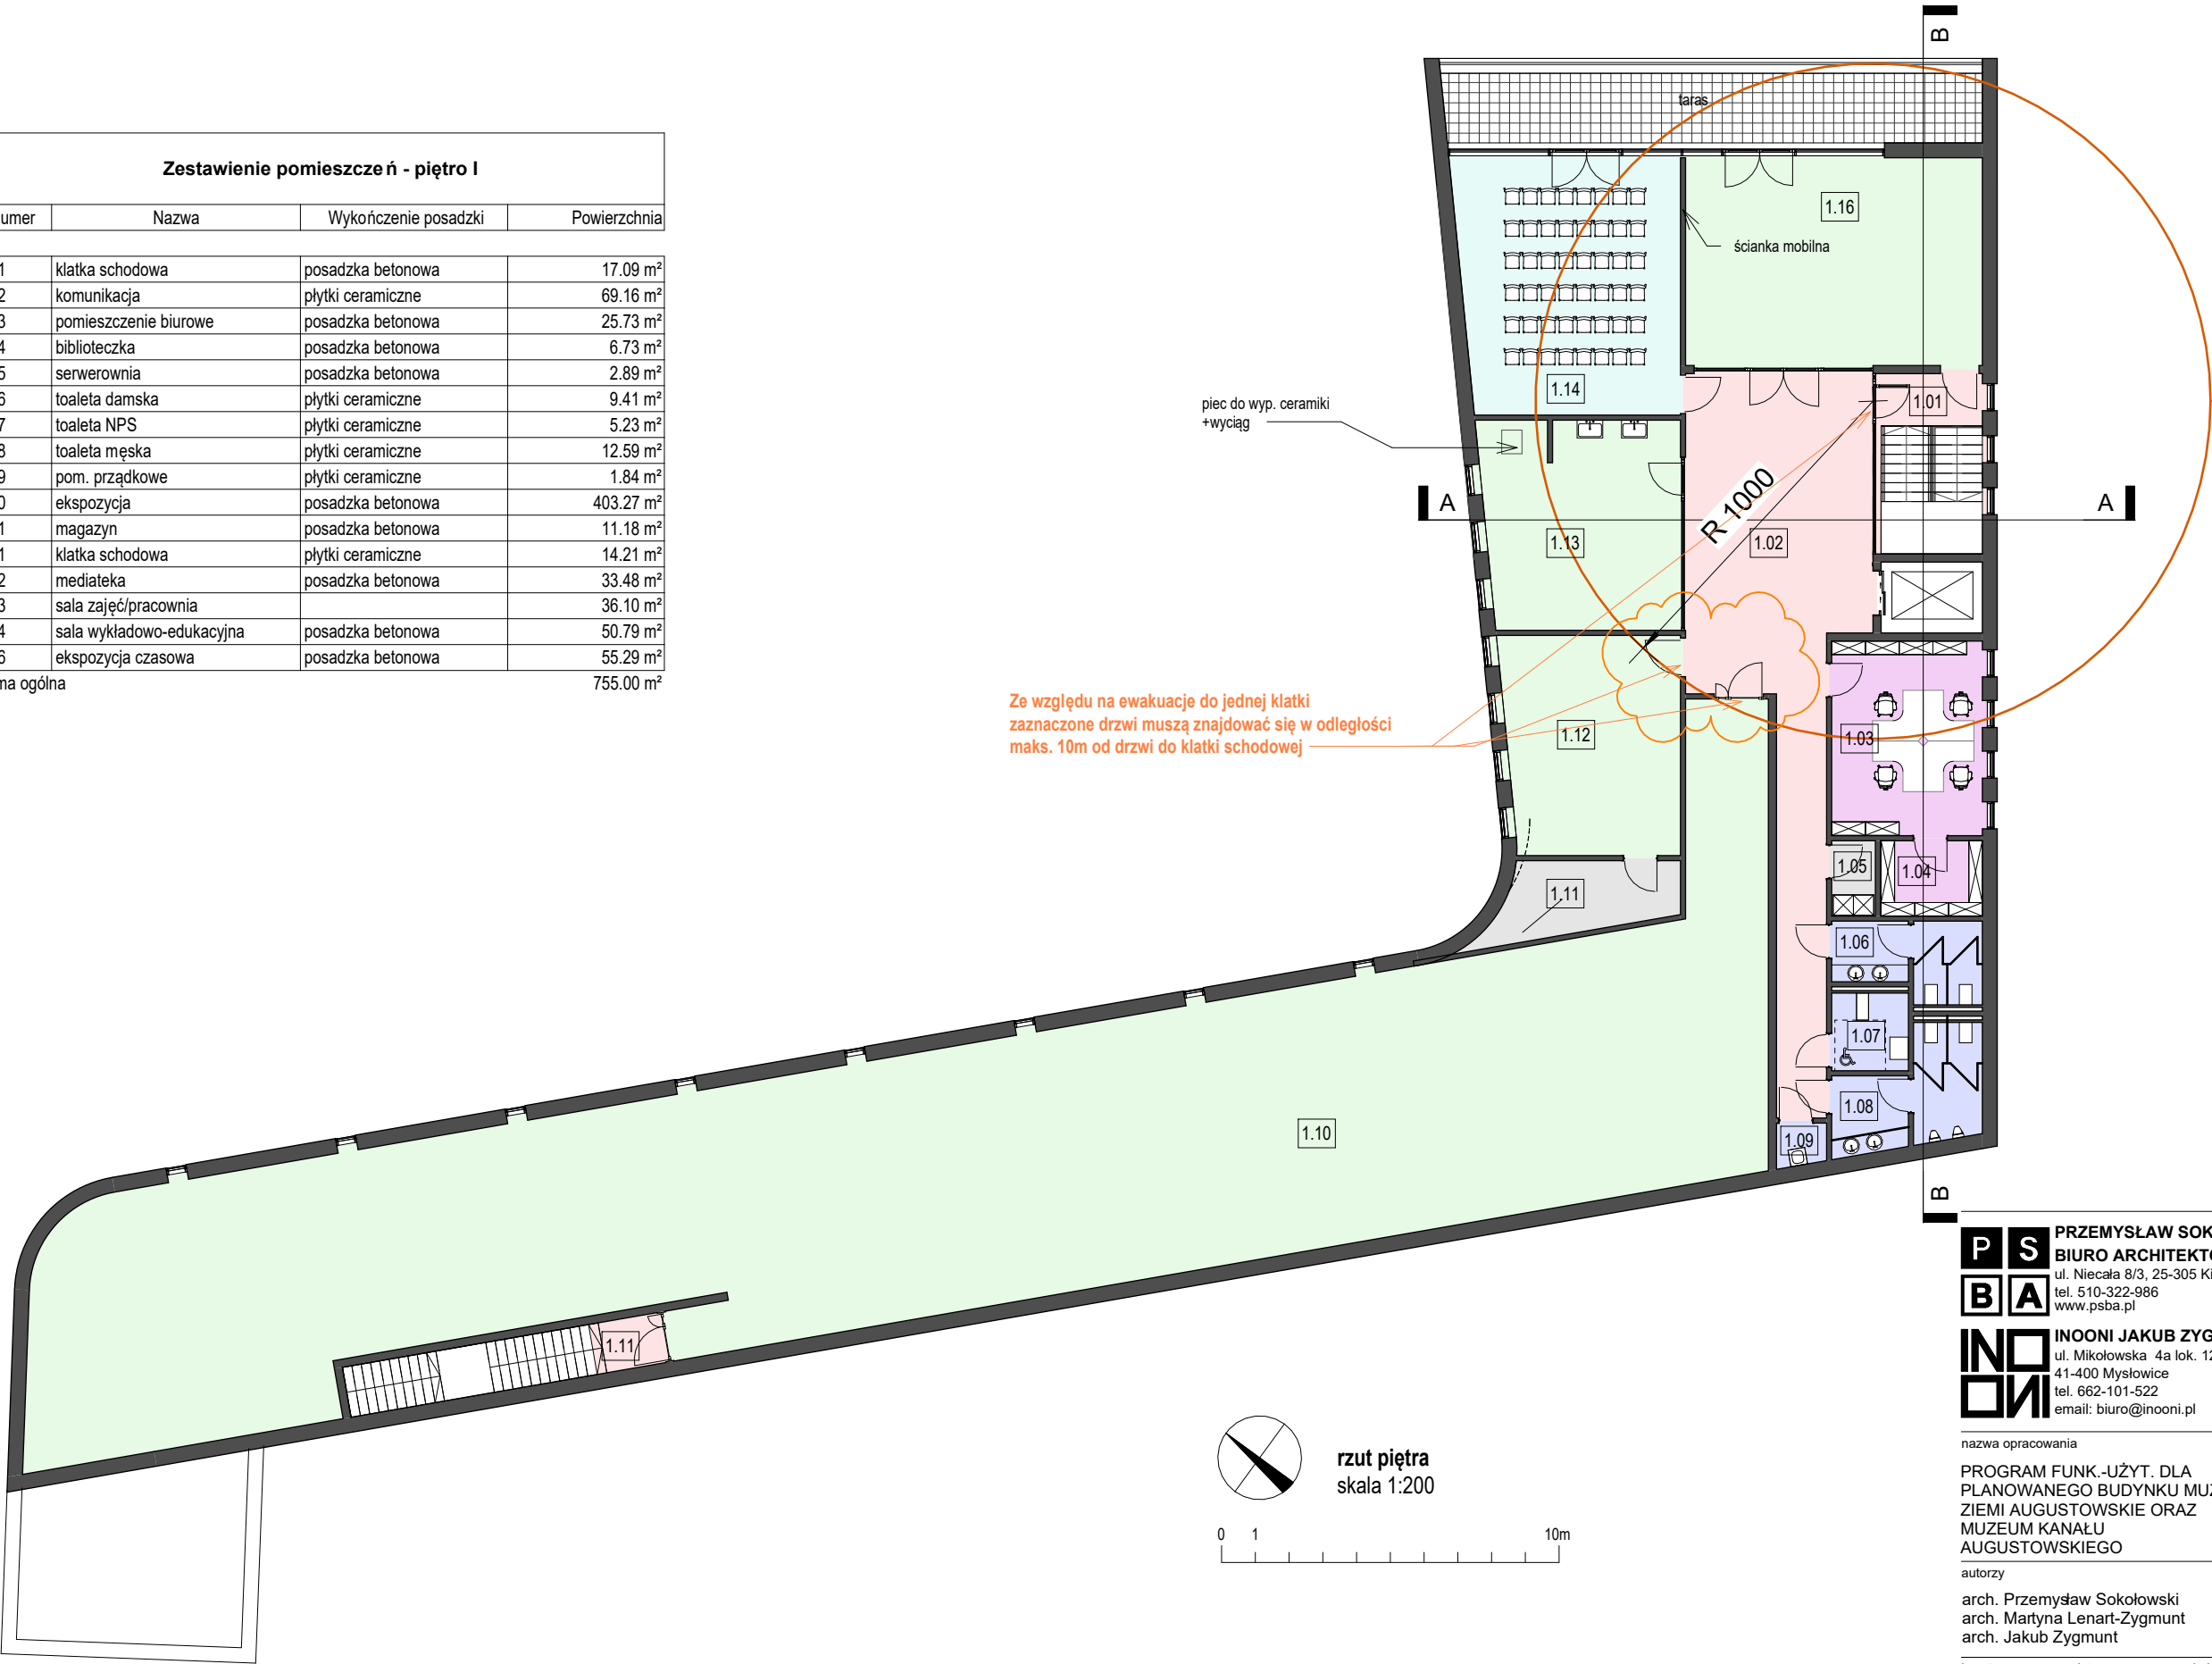 Zestawienie pomieszczeń - piętro I
umer Nazwa Wykończenie posadzki Powierzchnia
1 klatka schodowa posadzka betonowa 17.09 m²
2 komunikacja płytki ceramiczne 69.16 m²
3 pomieszczenie biurowe posadzka betonowa 25.73 m²
4 biblioteczka posadzka betonowa 6.73 m²
5 serwerownia posadzka betonowa 2.89 m²
6 toaleta damska płytki ceramiczne 9.41 m²
7 toaleta NPS płytki ceramiczne 5.23 m²
8 toaleta męska płytki ceramiczne 12.59 m²
9 pom. prządkowe płytki ceramiczne 1.84 m²
0 ekspozycja posadzka betonowa 403.27 m²
1 magazyn posadzka betonowa 11.18 m²
1 klatka schodowa płytki ceramiczne 14.21 m²
2 mediateka posadzka betonowa 33.48 m²
3 sala zajęć/pracownia 36.10 m²
4 sala wykładowo-edukacyjna posadzka betonowa 50.79 m²
6 ekspozycja czasowa posadzka betonowa 55.29 m²
ma ogólna 755.00 m²
B
taras
1.16
ścianka mobilna
1.14
1.01
piec do wyp. ceramiki
+wyciąg
A
A
R 1000
1.13
1.02
Ze względu na ewakuacje do jednej klatki
zaznaczone drzwi muszą znajdować się w odległości
maks. 10m od drzwi do klatki schodowej
1.12
1.03
1.05
1.04
1.11
1.06
1.07
1.08
1.09
1.10
1.11
B
rzut piętra
skala 1:200
0 1 10m
P S
B A
PRZEMYSŁAW SOK
BIURO ARCHITEKTO
ul. Niecała 8/3, 25-305 Ki
tel. 510-322-986
www.psba.pl
INOONI
INOONI JAKUB ZYG
ul. Mikołowska 4a lok. 12
41-400 Mysłowice
tel. 662-101-522
email: biuro@inooni.pl
nazwa opracowania
PROGRAM FUNK.-UŻYT. DLA
PLANOWANEGO BUDYNKU MUZ
ZIEMI AUGUSTOWSKIE ORAZ
MUZEUM KANAŁU
AUGUSTOWSKIEGO
autorzy
arch. Przemysław Sokołowski
arch. Martyna Lenart-Zygmunt
arch. Jakub Zygmunt